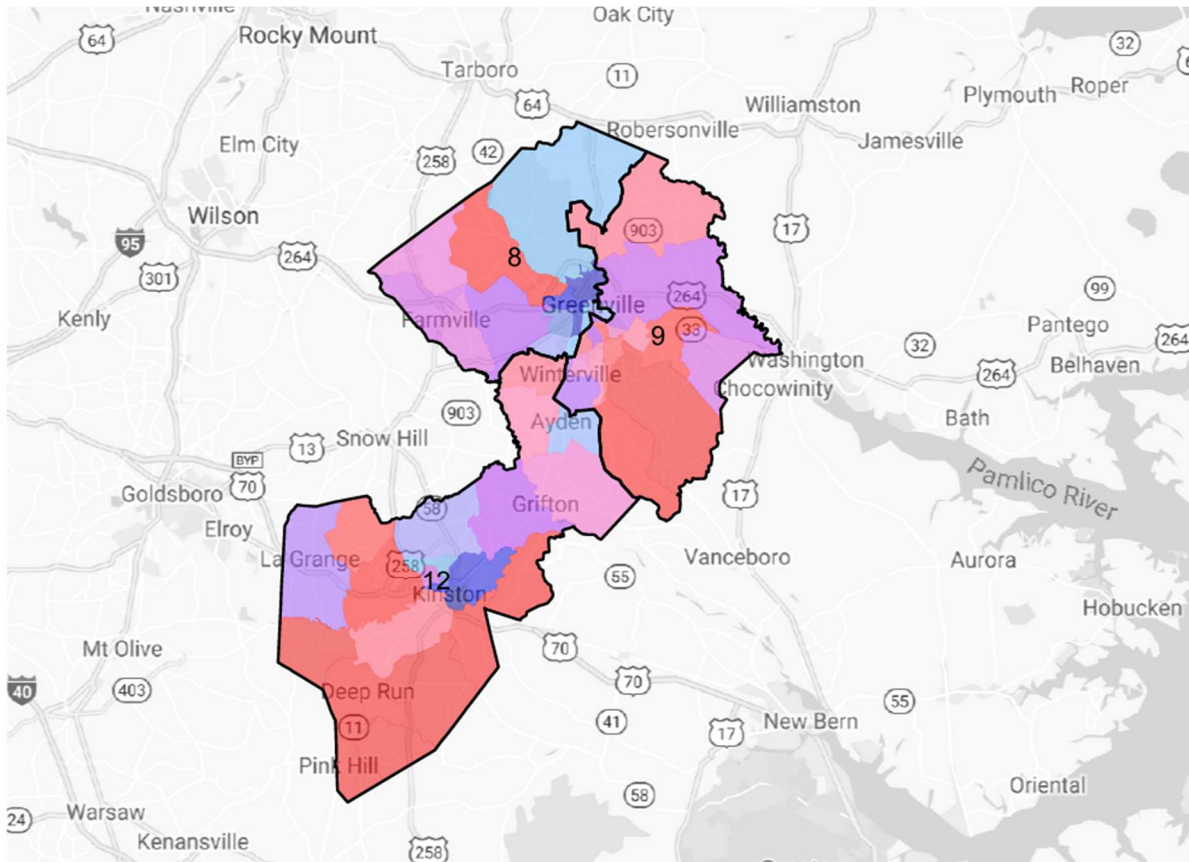 Nashville
Oak City
64
Rocky Mount
32
Tarboro
11
64
Roper
Plymouth
Williamston
Robersonville
Jamesville
Elm City
258
42
Wilson
95
264
903
17
8
301
264
99
Greenville
Kenly
Farmville
33
9
Pantego
32
264
Washington
Belhaven
264
Winterville
Chocowinity
903
Ayden
Bath
Snow Hill
13
BYP
70
Pamlico River
Goldsboro
17
58
Grifton
Elroy
La Grange
258
Vanceboro
Aurora
12
55
Kinston
Hobucken
Mt Olive
70
40
403
Deep Run
70
55
11
41
17
New Bern
Pink Hill
Oriental
58
24
Warsaw
Kenansville
258